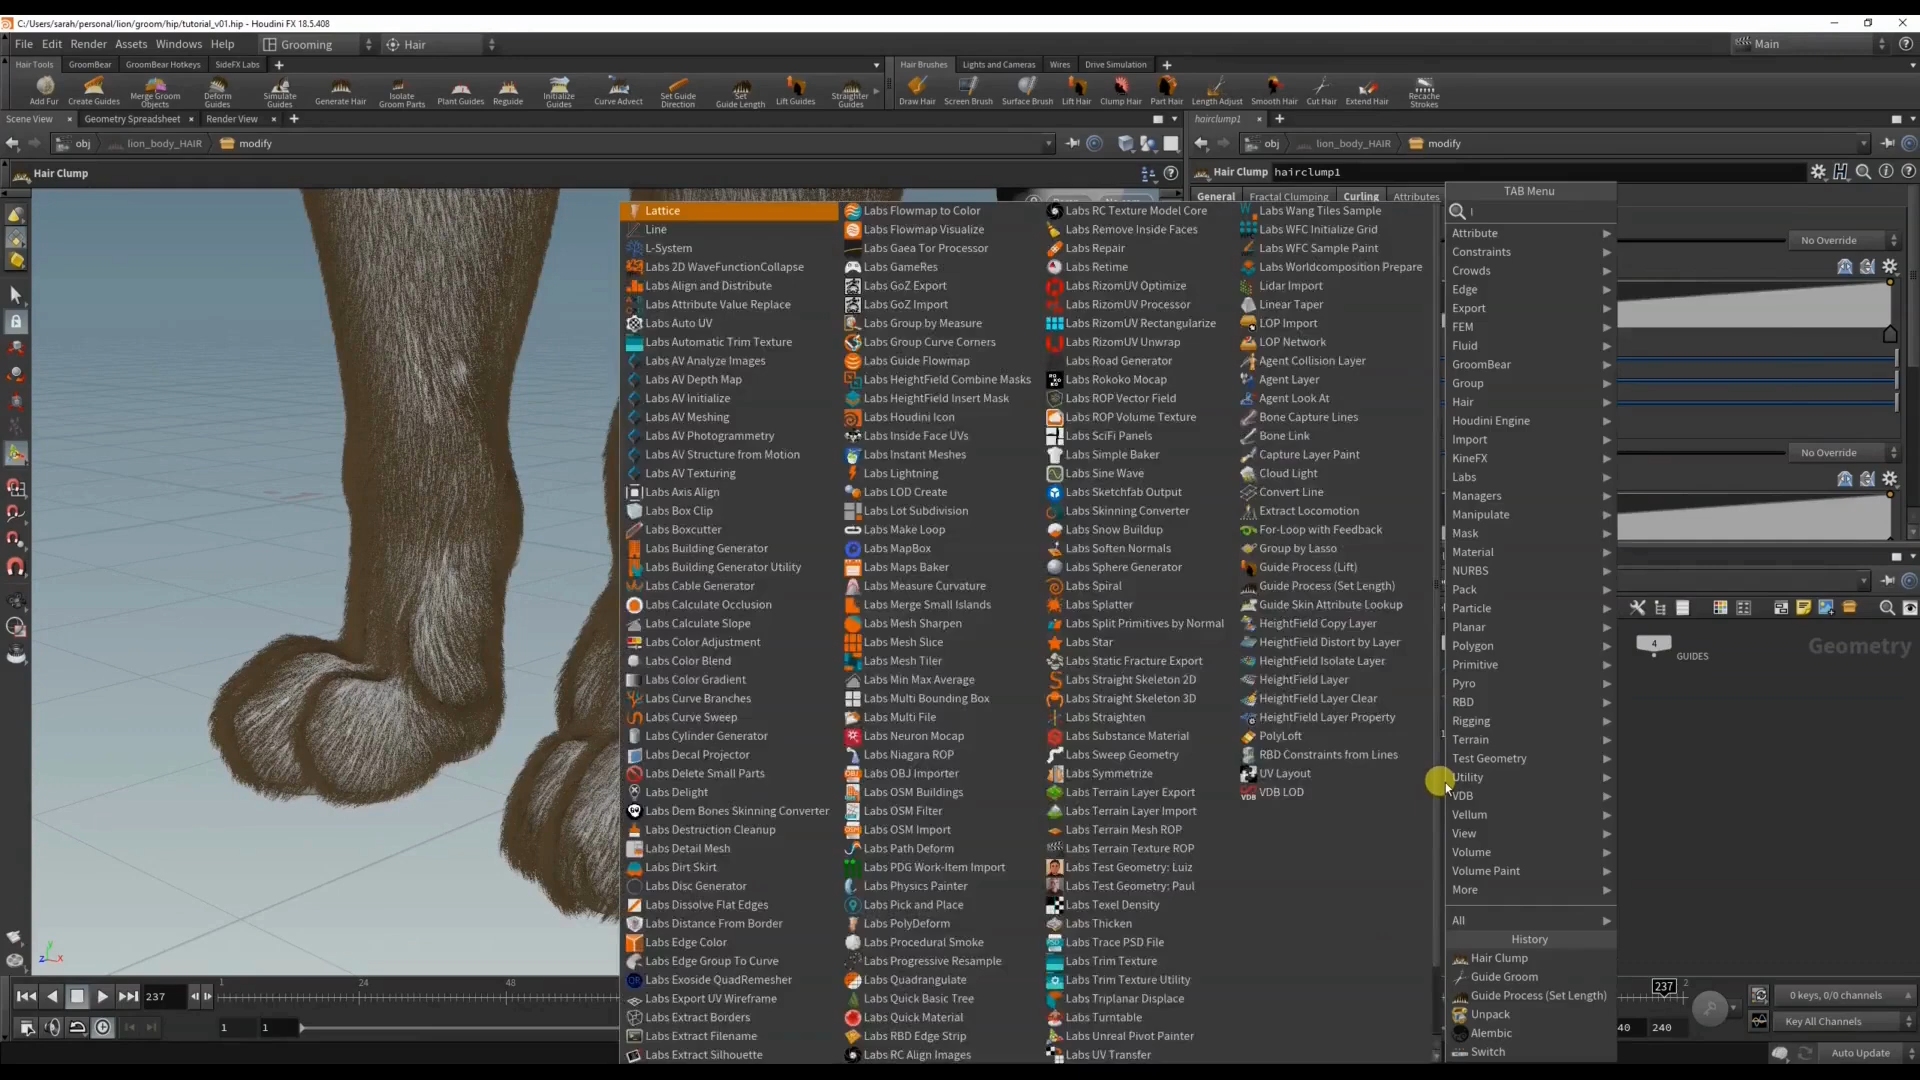 C:/Users/sarah/personal/lion/groom/hip/tutorial_v01.hip - Houdini FX 18.5.408
File Edit Render Assets Windows Help Grooming Hair Main
Hair Tools GroomBear GroomBear Hotkeys SideFX Labs Hair Brushes Lights and Cameras Wires Drive Simulation
Add Fur Create Guides Merge Groom Objects Deform Guides Simulate Guides Generate Hair Isolate Groom Parts Plant Guides Reguide Initialize Guides Curve Advect Set Guide Direction Set Guide Length Lift Guides Straighten Guides Draw Hair Screen Brush Surface Brush Lift Hair Clump Hair Part Hair Length Adjust Smooth Hair Cut Hair Extend Hair Recache Strokes
Scene View Geometry Spreadsheet Render View hairclump1
obj lion_body_HAIR modify obj lion_body_HAIR modify
Hair Clump Hair Clump hairclump1
General Fractal Clumping Curling Attributes
No Override
No Override
4 GUIDES
Geometry
Lattice
Line
L-System
Labs 2D WaveFunctionCollapse
Labs Align and Distribute
Labs Attribute Value Replace
Labs Auto UV
Labs Automatic Trim Texture
Labs AV Analyze Images
Labs AV Depth Map
Labs AV Initialize
Labs AV Meshing
Labs AV Photogrammetry
Labs AV Structure from Motion
Labs AV Texturing
Labs Axis Align
Labs Box Clip
Labs Boxcutter
Labs Building Generator
Labs Building Generator Utility
Labs Cable Generator
Labs Calculate Occlusion
Labs Calculate Slope
Labs Color Adjustment
Labs Color Blend
Labs Color Gradient
Labs Curve Branches
Labs Curve Sweep
Labs Cylinder Generator
Labs Decal Projector
Labs Delete Small Parts
Labs Delight
Labs Dem Bones Skinning Converter
Labs Destruction Cleanup
Labs Detail Mesh
Labs Dirt Skirt
Labs Disc Generator
Labs Dissolve Flat Edges
Labs Distance From Border
Labs Edge Color
Labs Edge Group To Curve
Labs Exoside QuadRemesher
Labs Export UV Wireframe
Labs Extract Borders
Labs Extract Filename
Labs Extract Silhouette
Labs Flowmap to Color
Labs Flowmap Visualize
Labs Gaea Tor Processor
Labs GameRes
Labs GoZ Export
Labs GoZ Import
Labs Group by Measure
Labs Group Curve Corners
Labs Guide Flowmap
Labs HeightField Combine Masks
Labs HeightField Insert Mask
Labs Houdini Icon
Labs Inside Face UVs
Labs Instant Meshes
Labs Lightning
Labs LOD Create
Labs Lot Subdivision
Labs Make Loop
Labs MapBox
Labs Maps Baker
Labs Measure Curvature
Labs Merge Small Islands
Labs Mesh Sharpen
Labs Mesh Slice
Labs Mesh Tiler
Labs Min Max Average
Labs Multi Bounding Box
Labs Multi File
Labs Neuron Mocap
Labs Niagara ROP
Labs OBJ Importer
Labs OSM Buildings
Labs OSM Filter
Labs OSM Import
Labs Path Deform
Labs PDG Work-Item Import
Labs Physics Painter
Labs Pick and Place
Labs PolyDeform
Labs Procedural Smoke
Labs Progressive Resample
Labs Quadrangulate
Labs Quick Basic Tree
Labs Quick Material
Labs RBD Edge Strip
Labs RC Align Images
Labs RC Texture Model Core
Labs Remove Inside Faces
Labs Repair
Labs Retime
Labs RizomUV Optimize
Labs RizomUV Processor
Labs RizomUV Rectangularize
Labs RizomUV Unwrap
Labs Road Generator
Labs Rokoko Mocap
Labs ROP Vector Field
Labs ROP Volume Texture
Labs SciFi Panels
Labs Simple Baker
Labs Sine Wave
Labs Sketchfab Output
Labs Skinning Converter
Labs Snow Buildup
Labs Soften Normals
Labs Sphere Generator
Labs Spiral
Labs Splatter
Labs Split Primitives by Normal
Labs Star
Labs Static Fracture Export
Labs Straight Skeleton 2D
Labs Straight Skeleton 3D
Labs Straighten
Labs Substance Material
Labs Sweep Geometry
Labs Symmetrize
Labs Terrain Layer Export
Labs Terrain Layer Import
Labs Terrain Mesh ROP
Labs Terrain Texture ROP
Labs Test Geometry: Luiz
Labs Test Geometry: Paul
Labs Texel Density
Labs Thicken
Labs Trace PSD File
Labs Trim Texture
Labs Trim Texture Utility
Labs Triplanar Displace
Labs Turntable
Labs Unreal Pivot Painter
Labs UV Transfer
Labs Wang Tiles Sample
Labs WFC Initialize Grid
Labs WFC Sample Paint
Labs Worldcomposition Prepare
Lidar Import
Linear Taper
LOP Import
LOP Network
Agent Collision Layer
Agent Layer
Agent Look At
Bone Capture Lines
Bone Link
Capture Layer Paint
Cloud Light
Convert Line
Extract Locomotion
For-Loop with Feedback
Group by Lasso
Guide Process (Lift)
Guide Process (Set Length)
Guide Skin Attribute Lookup
HeightField Copy Layer
HeightField Distort by Layer
HeightField Isolate Layer
HeightField Layer
HeightField Layer Clear
HeightField Layer Property
PolyLoft
RBD Constraints from Lines
UV Layout
VDB LOD
TAB Menu
l
Attribute
Constraints
Crowds
Edge
Export
FEM
Fluid
GroomBear
Group
Hair
Houdini Engine
Import
KineFX
Labs
Managers
Manipulate
Mask
Material
NURBS
Pack
Particle
Planar
Polygon
Primitive
Pyro
RBD
Rigging
Terrain
Test Geometry
Utility
VDB
Vellum
View
Volume
Volume Paint
More
All
History
Hair Clump
Guide Groom
Guide Process (Set Length)
Unpack
Alembic
Switch
237 1 24 48 237 2 0 keys, 0/0 channels
1 1 40 240 Key All Channels
Auto Update